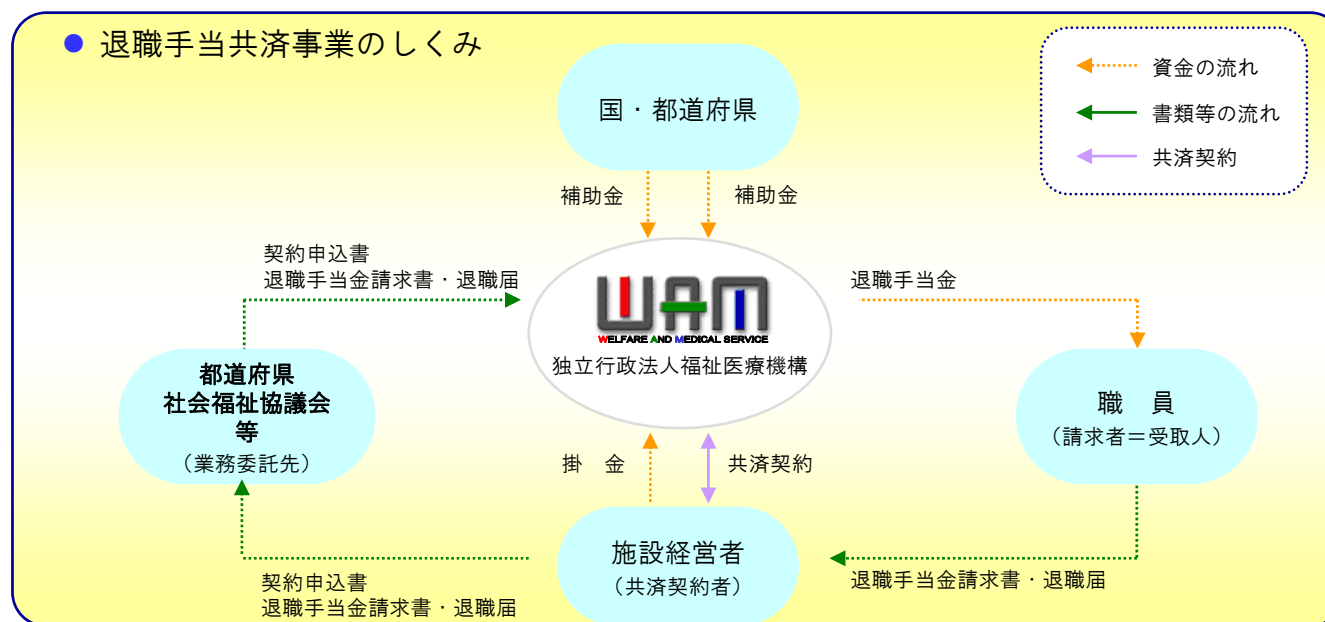 退職手当共済事業のしくみ
資金の流れ
書類等の流れ
共済契約
国・都道府県
補助金
補助金
契約申込書
退職手当金請求書・退職届
WAM
WELFARE AND MEDICAL SERVICE
独立行政法人福祉医療機構
退職手当金
都道府県
社会福祉協議会
等
（業務委託先）
職　員
（請求者＝受取人）
掛　金
共済契約
施設経営者
（共済契約者）
契約申込書
退職手当金請求書・退職届
退職手当金請求書・退職届